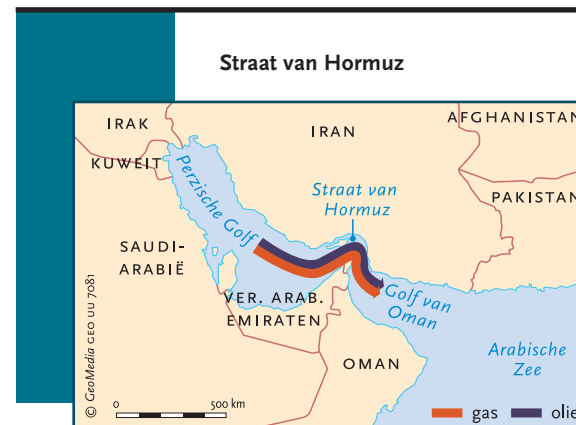 Straat van Hormuz
IRAK
IRAN
AFGHANISTAN
KUWEIT
Perzische Golf
Straat van
Hormuz
PAKISTAN
SAUDI-
ARABIË
VER. ARAB.
EMIRATEN
Golf van
Oman
OMAN
Arabische
Zee
© GeoMedia GEO UU 7081
0 500 km
gas olie